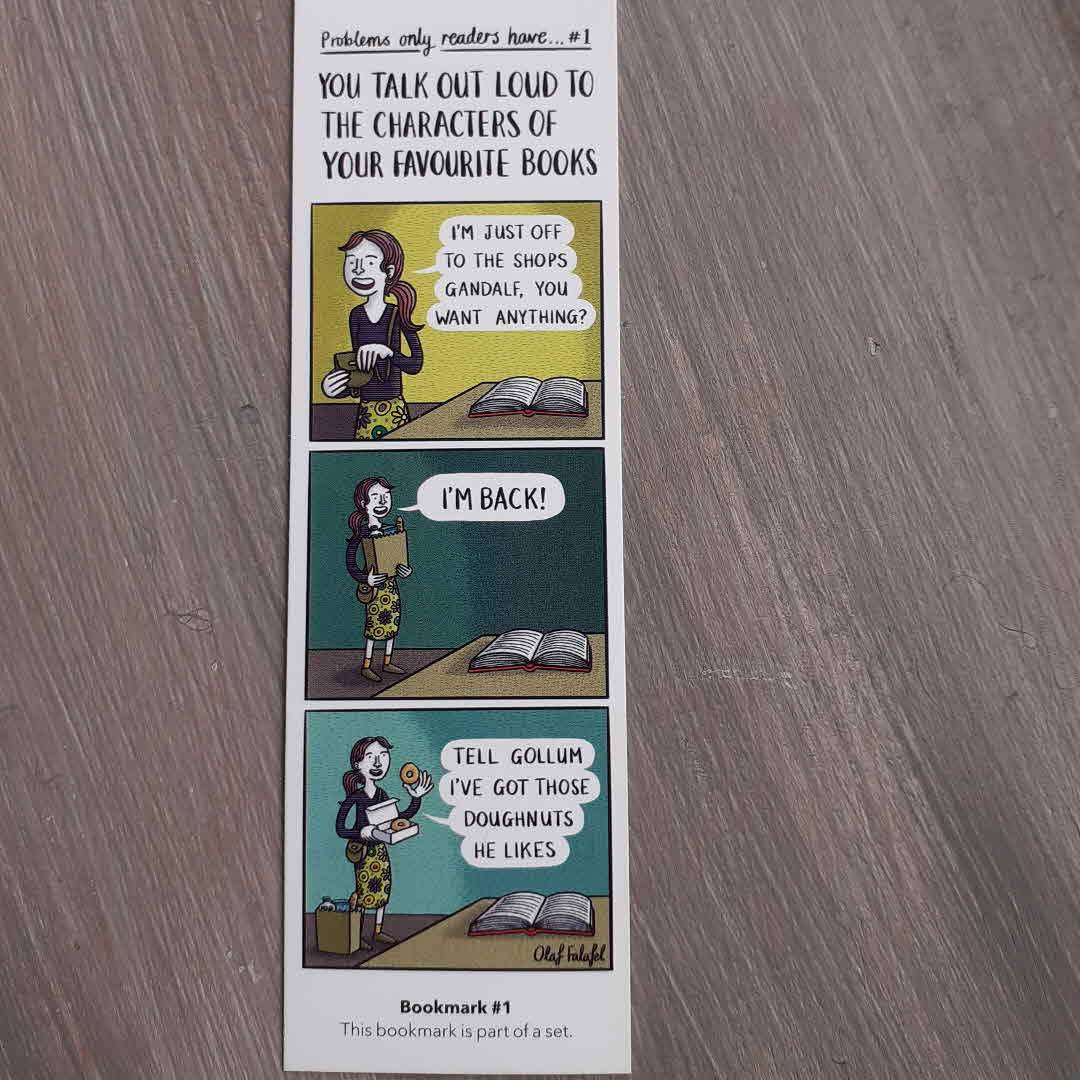 Problems only readers have... #1
YOU TALK OUT LOUD TO
THE CHARACTERS OF
YOUR FAVOURITE BOOKS
I'M JUST OFF
TO THE SHOPS
GANDALF, YOU
WANT ANYTHING?
I'M BACK!
TELL GOLLUM
I'VE GOT THOSE
DOUGHNUTS
HE LIKES
Olaf Falafel
Bookmark #1
This bookmark is part of a set.